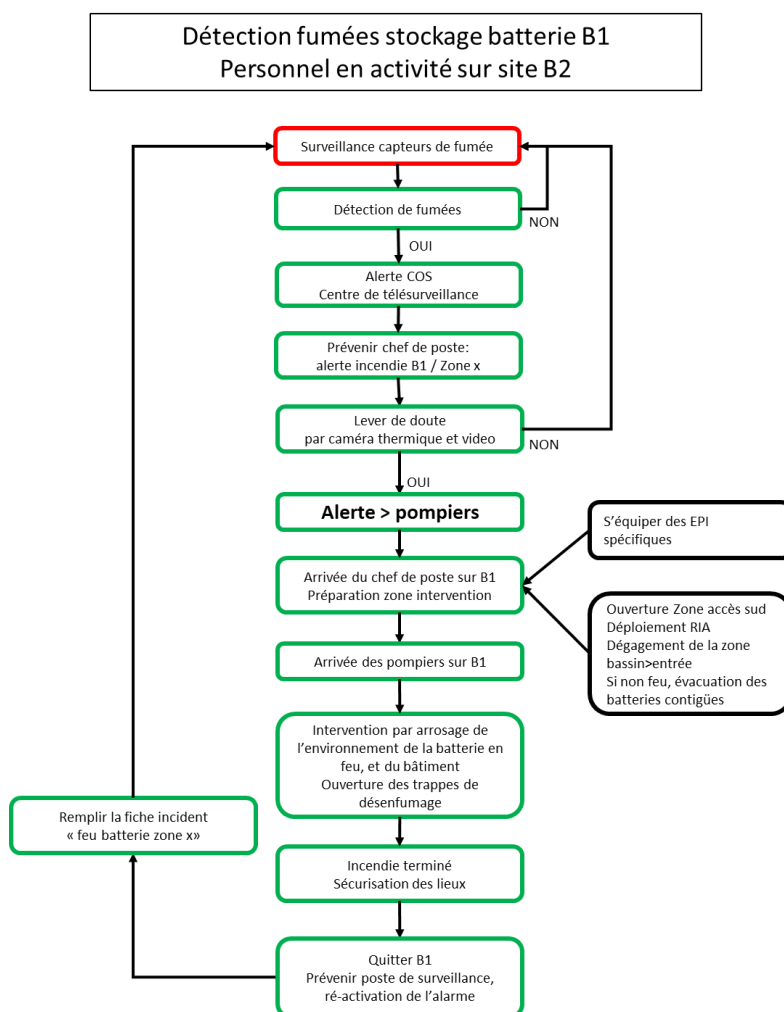 Détection fumées stockage batterie B1
Personnel en activité sur site B2
Surveillance capteurs de fumée
Détection de fumées
NON
OUI
Alerte COS
Centre de télésurveillance
Prévenir chef de poste:
alerte incendie B1 / Zone x
Lever de doute
par caméra thermique et video
NON
OUI
Alerte > pompiers
S’équiper des EPI
spécifiques
Arrivée du chef de poste sur B1
Préparation zone intervention
Ouverture Zone accès sud
Déploiement RIA
Dégagement de la zone
bassin>entrée
Si non feu, évacuation des
batteries contigües
Arrivée des pompiers sur B1
Intervention par arrosage de
l’environnement de la batterie en
feu, et du bâtiment
Ouverture des trappes de
désenfumage
Remplir la fiche incident
« feu batterie zone x»
Incendie terminé
Sécurisation des lieux
Quitter B1
Prévenir poste de surveillance,
ré-activation de l’alarme